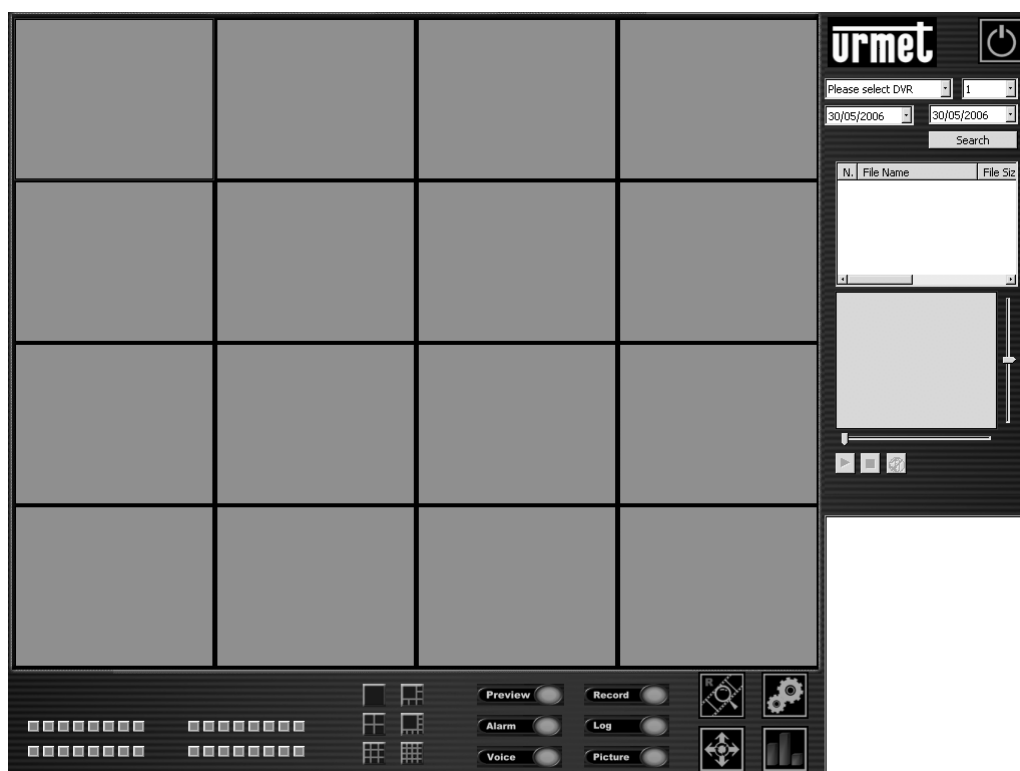 urmet
Please select DVR 1
30/05/2006 30/05/2006
Search
N. File Name File Siz
R
Preview Record
Alarm Log
Voice Picture